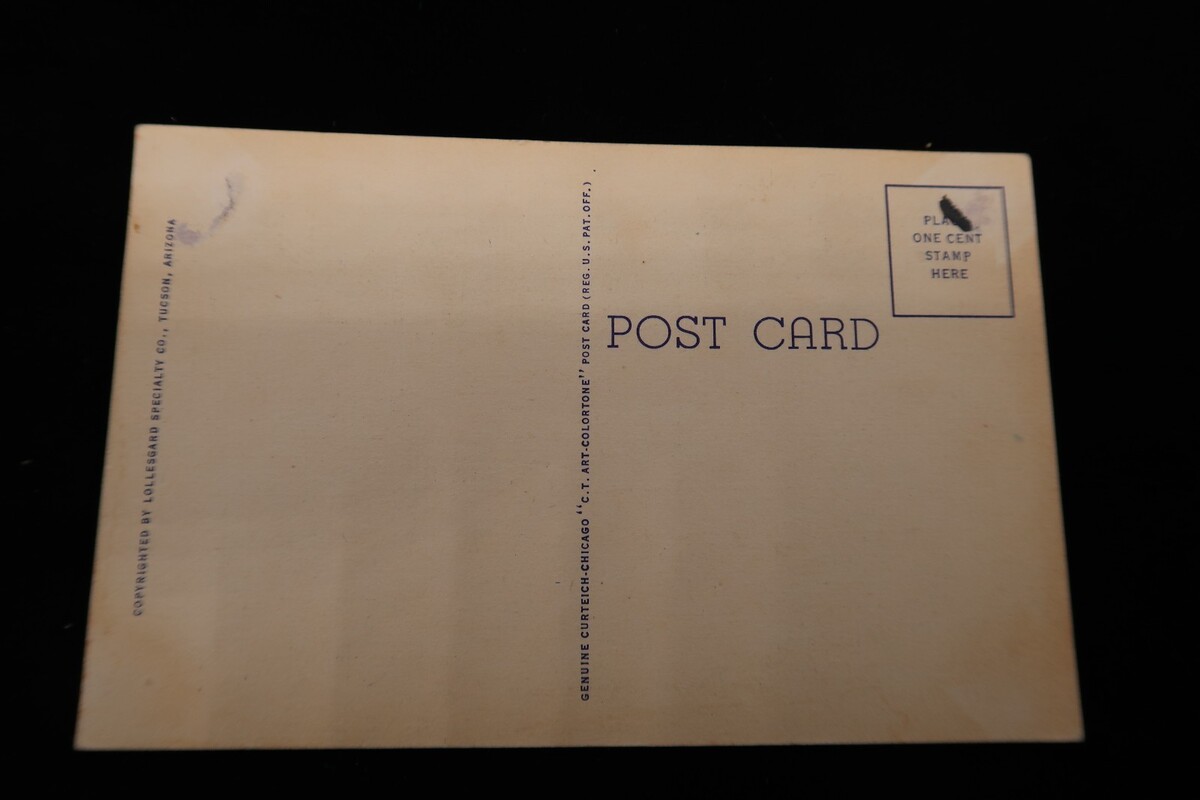 COPYRIGHTED BY LOLLESGARD SPECIALTY CO., TUCSON, ARIZONA
GENUINE CURTEICH-CHICAGO "C.T. ART-COLORTONE" POST CARD (REG. U.S. PAT. OFF.)
POST CARD
ONE CENT
STAMP
HERE